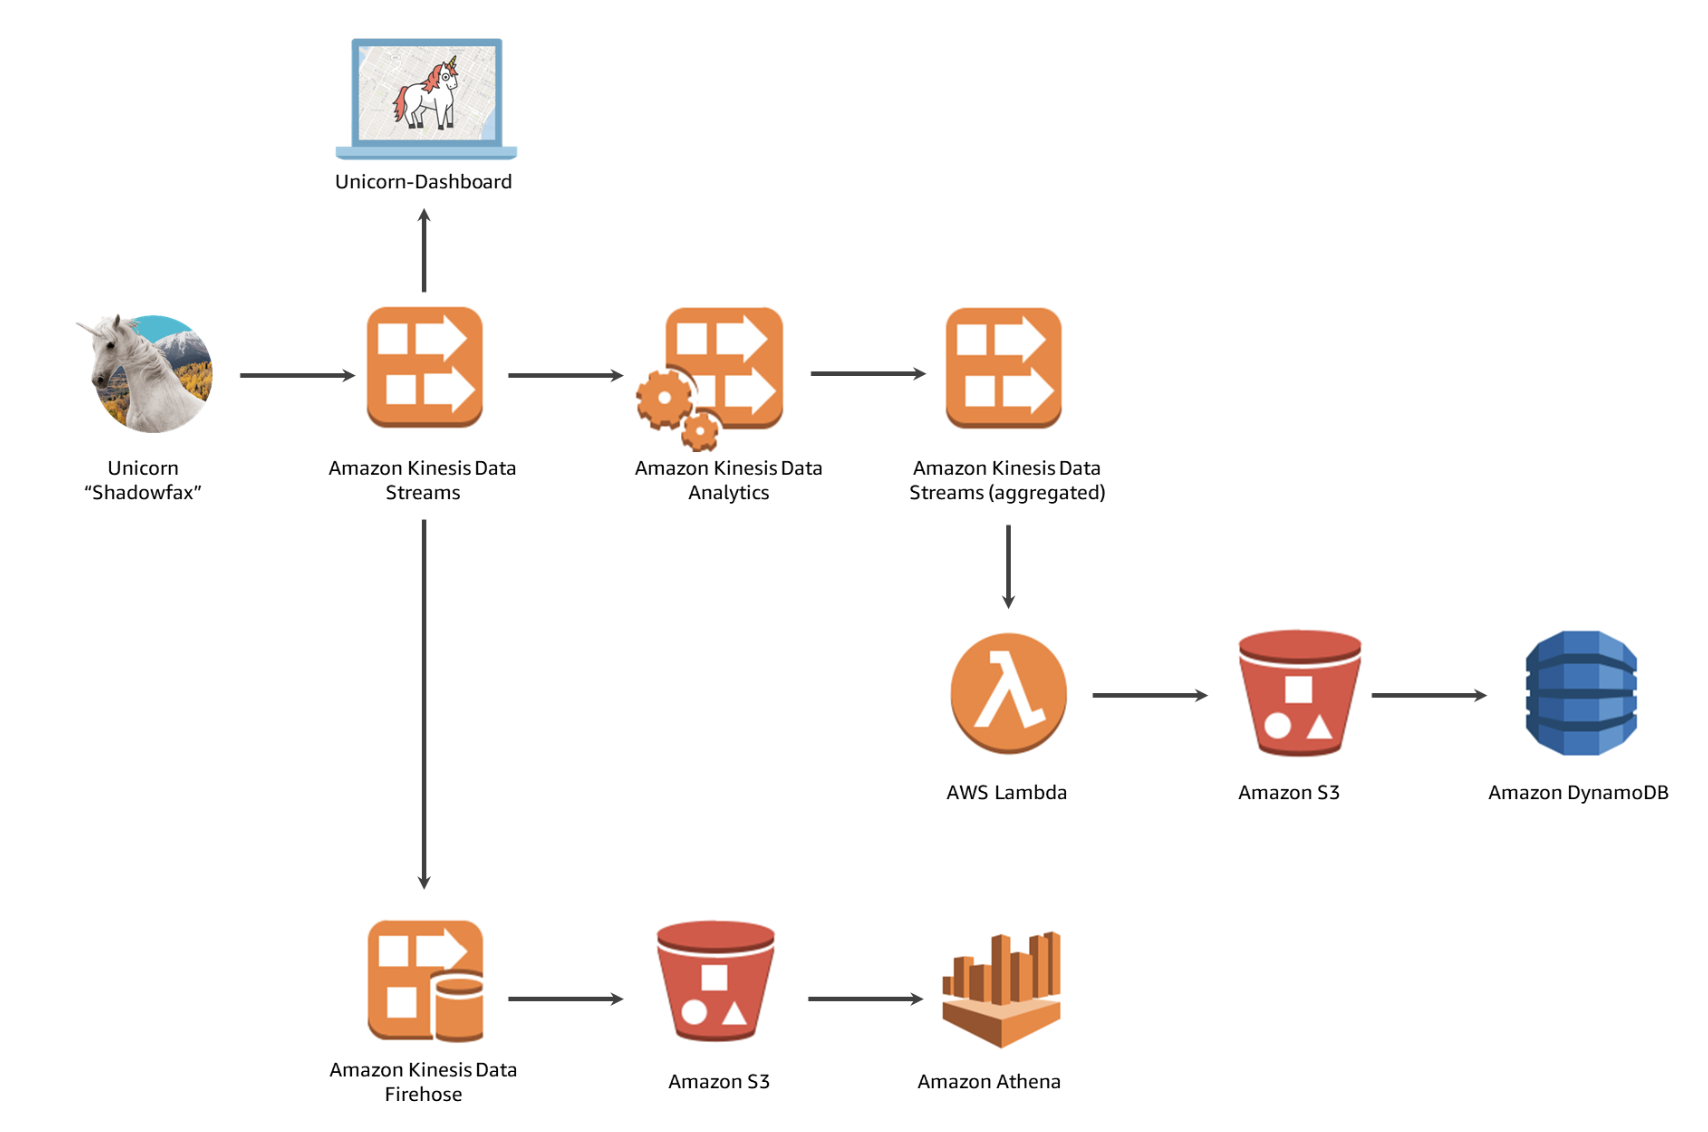 Unicorn-Dashboard
Unicorn
“Shadowfax”
Amazon Kinesis Data
Streams
Amazon Kinesis Data
Analytics
Amazon Kinesis Data
Streams (aggregated)
AWS Lambda
Amazon S3
Amazon DynamoDB
Amazon Kinesis Data
Firehose
Amazon S3
Amazon Athena